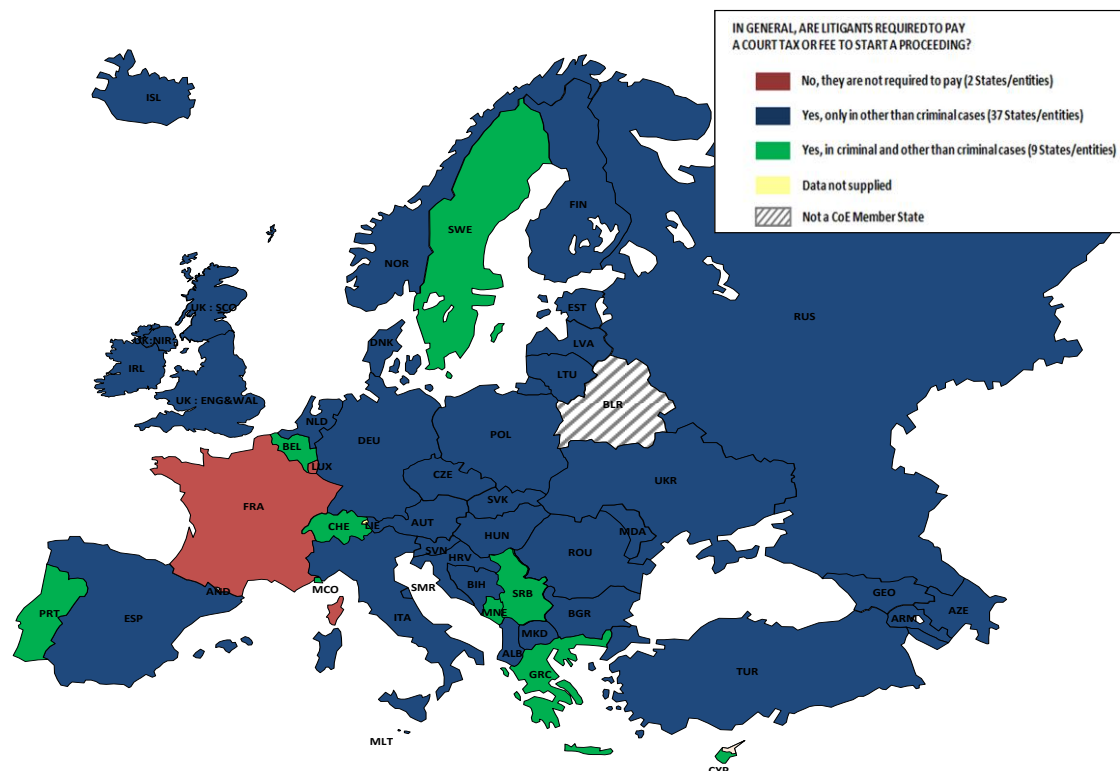 IN GENERAL, ARE LITIGANTS REQUIRED TO PAY
A COURT TAX OR FEE TO START A PROCEEDING?
No, they are not required to pay (2 States/entities)
Yes, only in other than criminal cases (37 States/entities)
Yes, in criminal and other than criminal cases (9 States/entities)
Data not supplied
Not a CoE Member State
ISL
FIN
SWE
NOR
UK : SCO
EST
RUS
UK:NIR
DNK
LVA
IRL
LTU
UK : ENG&WAL
BLR
NLD
DEU
POL
BEL
LUX
CZE
UKR
SVK
FRA
CHE
LIE
AUT
HUN
MDA
SVN
HRV
ROU
AND
MCO
SMR
BIH
SRB
GEO
PRT
ESP
ITA
MNE
BGR
ARM
AZE
MKD
ALB
GRC
TUR
MLT
CYP